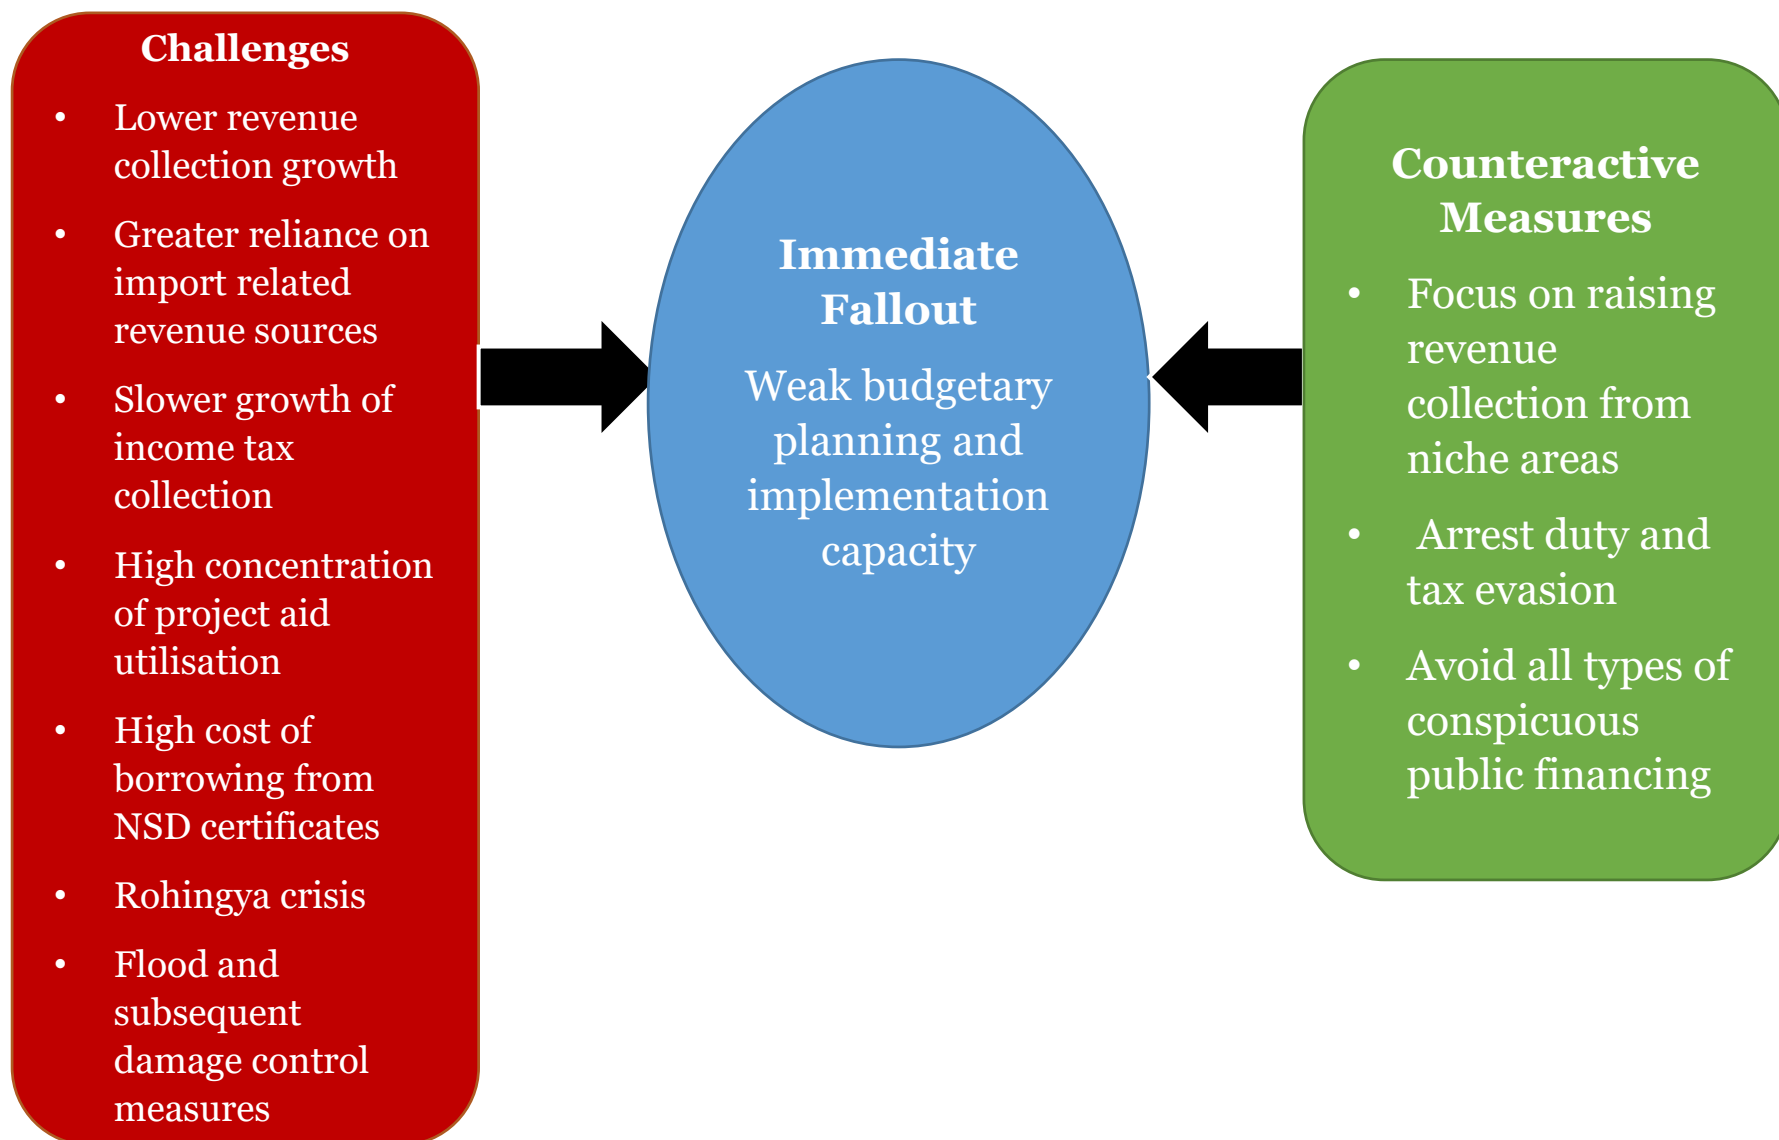 Challenges
• Lower revenue
collection growth
• Greater reliance on
import related
revenue sources
• Slower growth of
income tax
collection
• High concentration
of project aid
utilisation
• High cost of
borrowing from
NSD certificates
• Rohingya crisis
• Flood and
subsequent
damage control
measures
Immediate
Fallout
Weak budgetary
planning and
implementation
capacity
Counteractive
Measures
• Focus on raising
revenue
collection from
niche areas
• Arrest duty and
tax evasion
• Avoid all types of
conspicuous
public financing